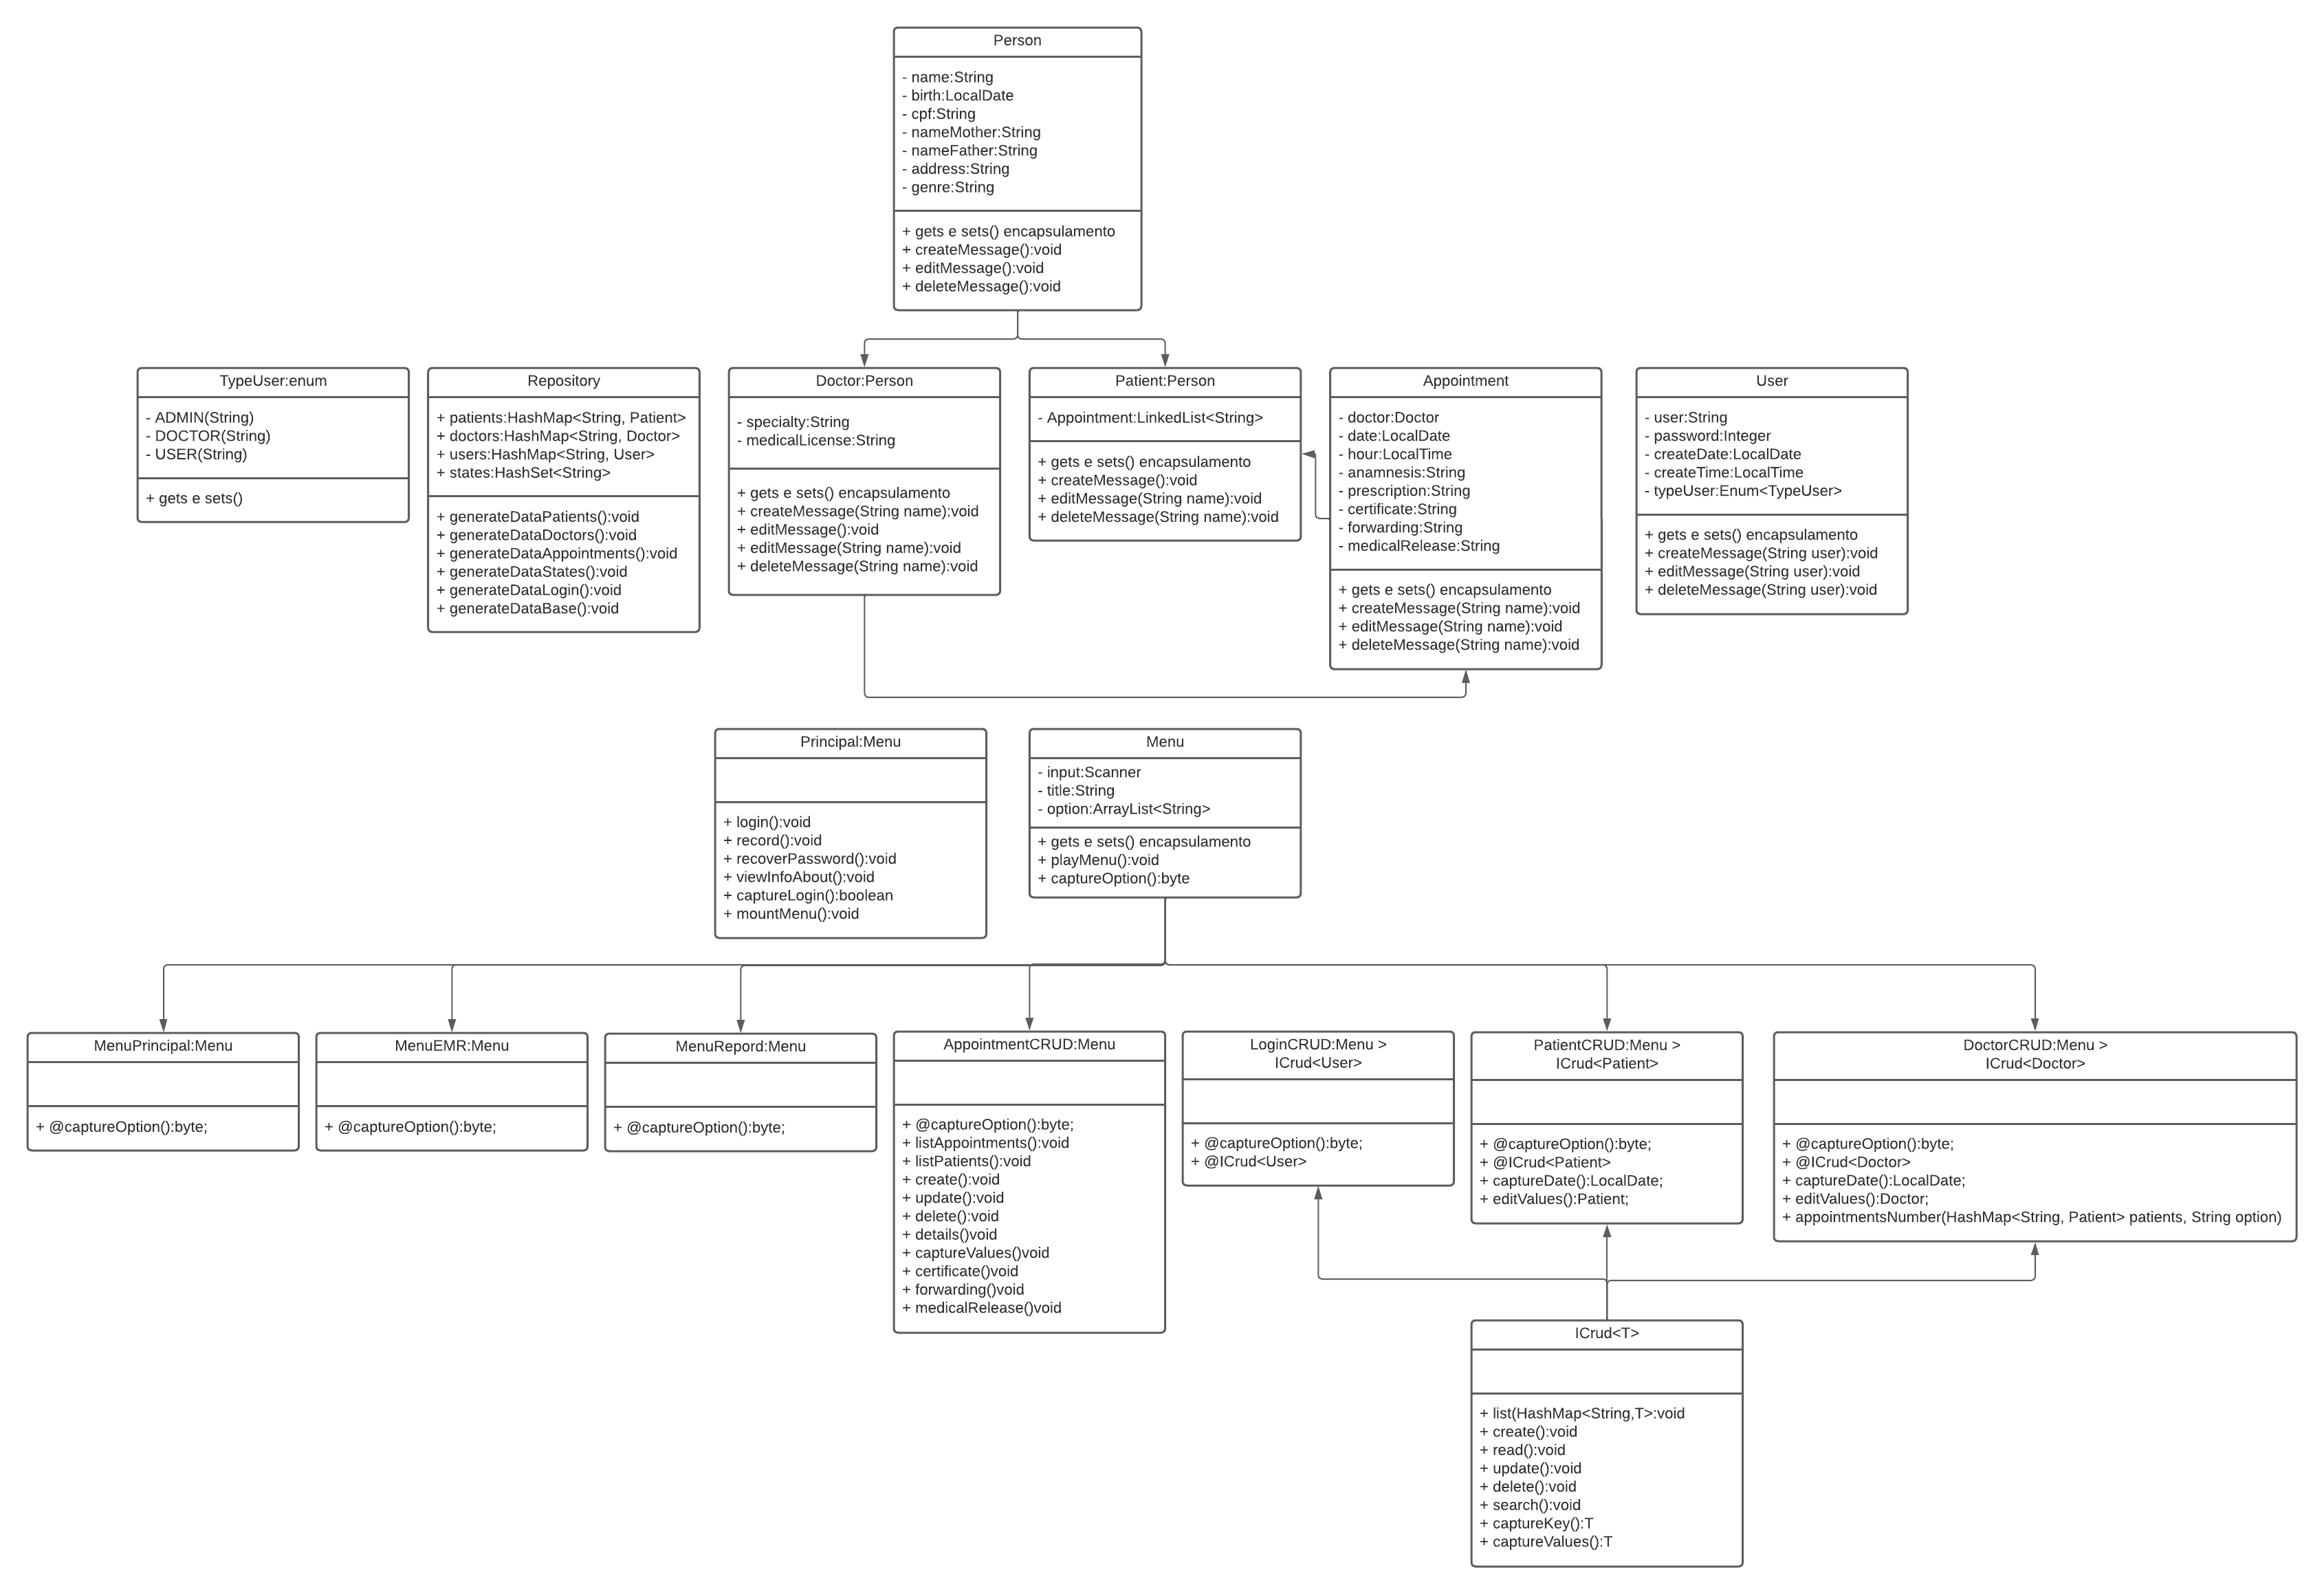 Person
- name:String
- birth:LocalDate
- cpf:String
- nameMother:String
- nameFather:String
- address:String
- genre:String
+ gets e sets() encapsulamento
+ createMessage():void
+ editMessage():void
+ deleteMessage():void
TypeUser:enum
- ADMIN(String)
- DOCTOR(String)
- USER(String)
+ gets e sets()
Repository
+ patients:HashMap<String, Patient>
+ doctors:HashMap<String, Doctor>
+ users:HashMap<String, User>
+ states:HashSet<String>
+ generateDataPatients():void
+ generateDataDoctors():void
+ generateDataAppointments():void
+ generateDataStates():void
+ generateDataLogin():void
+ generateDataBase():void
Doctor:Person
- specialty:String
- medicalLicense:String
+ gets e sets() encapsulamento
+ createMessage(String name):void
+ editMessage():void
+ editMessage(String name):void
+ deleteMessage(String name):void
Patient:Person
- Appointment:LinkedList<String>
+ gets e sets() encapsulamento
+ createMessage():void
+ editMessage(String name):void
+ deleteMessage(String name):void
Appointment
- doctor:Doctor
- date:LocalDate
- hour:LocalTime
- anamnesis:String
- prescription:String
- certificate:String
- forwarding:String
- medicalRelease:String
+ gets e sets() encapsulamento
+ createMessage(String name):void
+ editMessage(String name):void
+ deleteMessage(String name):void
User
- user:String
- password:Integer
- createDate:LocalDate
- createTime:LocalTime
- typeUser:Enum<TypeUser>
+ gets e sets() encapsulamento
+ createMessage(String user):void
+ editMessage(String user):void
+ deleteMessage(String user):void
Principal:Menu
+ login():void
+ record():void
+ recoverPassword():void
+ viewInfoAbout():void
+ captureLogin():boolean
+ mountMenu():void
Menu
- input:Scanner
- title:String
- option:ArrayList<String>
+ gets e sets() encapsulamento
+ playMenu():void
+ captureOption():byte
MenuPrincipal:Menu
+ @captureOption():byte;
MenuEMR:Menu
+ @captureOption():byte;
MenuRepord:Menu
+ @captureOption():byte;
AppointmentCRUD:Menu
+ @captureOption():byte;
+ listAppointments():void
+ listPatients():void
+ create():void
+ update():void
+ delete():void
+ details()void
+ captureValues()void
+ certificate()void
+ forwarding()void
+ medicalRelease()void
LoginCRUD:Menu >
ICrud<User>
+ @captureOption():byte;
+ @ICrud<User>
PatientCRUD:Menu >
ICrud<Patient>
+ @captureOption():byte;
+ @ICrud<Patient>
+ captureDate():LocalDate;
+ editValues():Patient;
DoctorCRUD:Menu >
ICrud<Doctor>
+ @captureOption():byte;
+ @ICrud<Doctor>
+ captureDate():LocalDate;
+ editValues():Doctor;
+ appointmentsNumber(HashMap<String, Patient> patients, String option)
ICrud<T>
+ list(HashMap<String,T>:void
+ create():void
+ read():void
+ update():void
+ delete():void
+ search():void
+ captureKey():T
+ captureValues():T